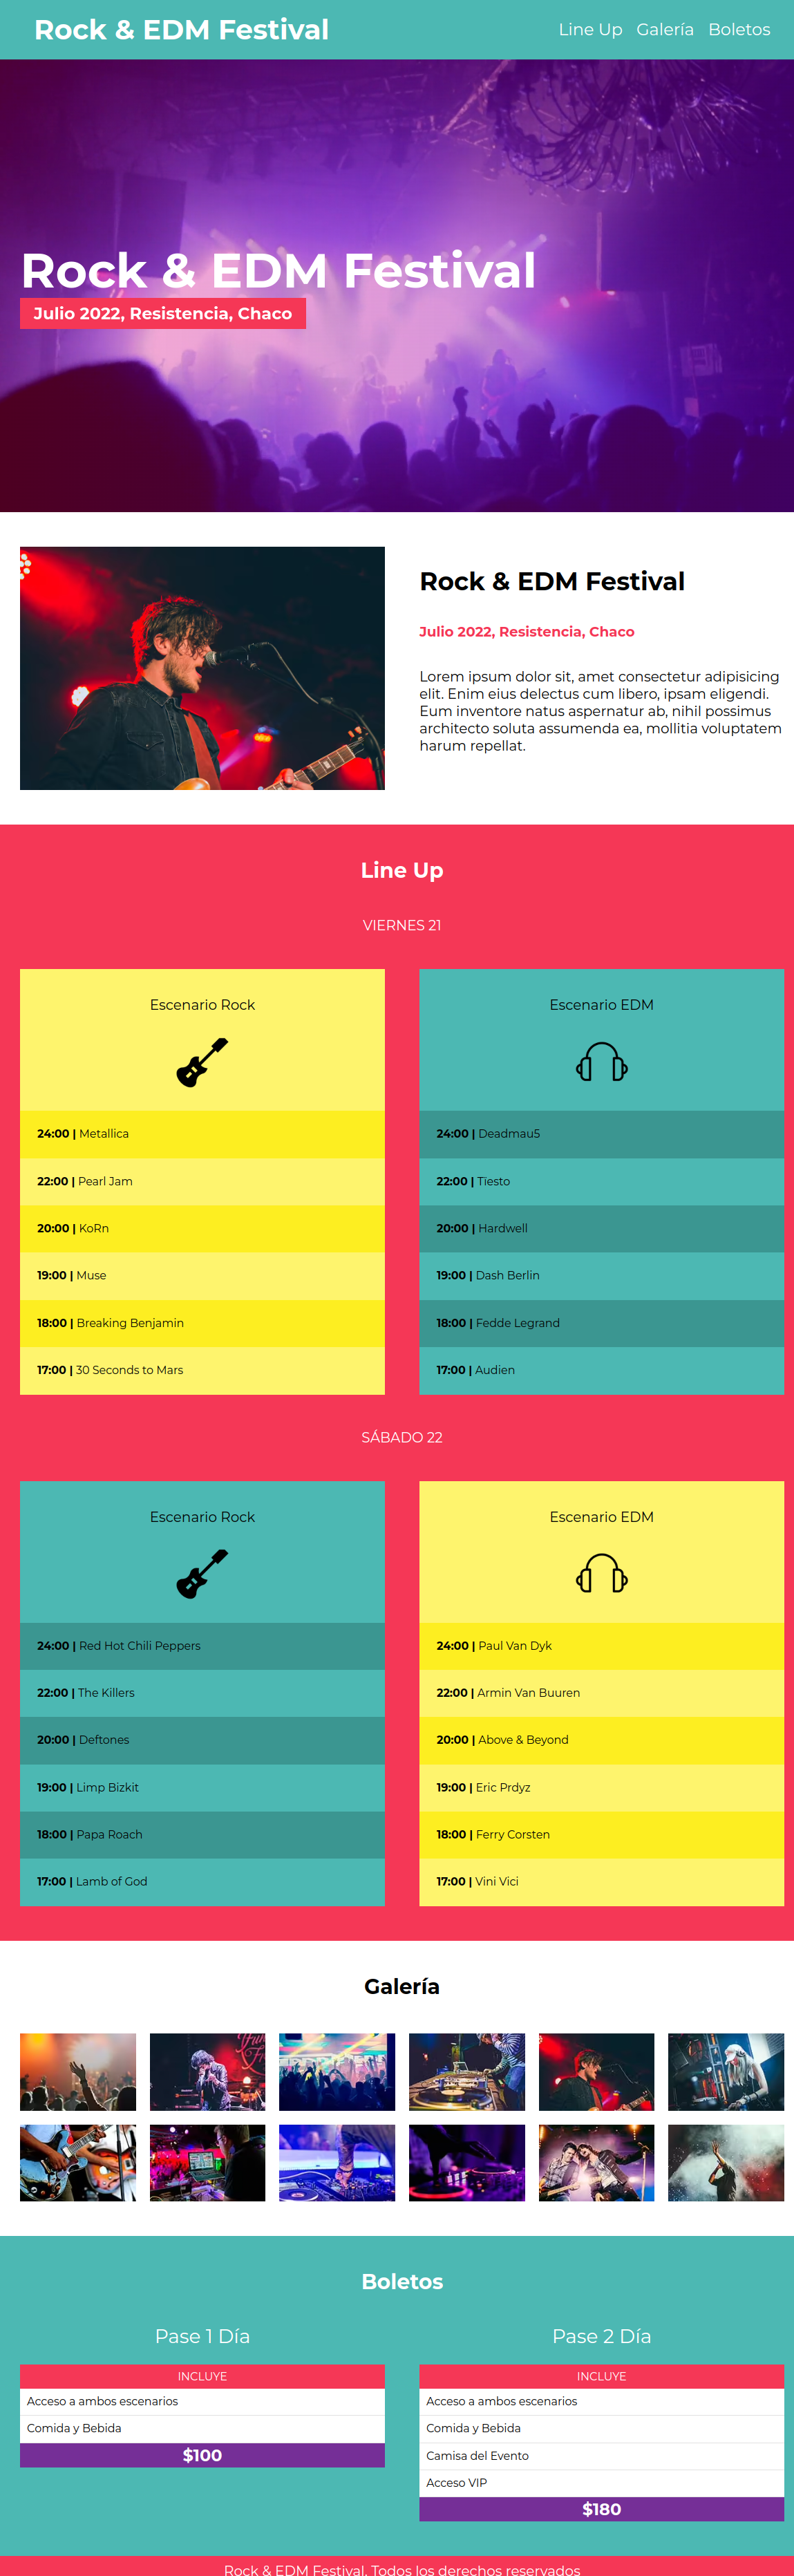 Rock & EDM Festival
Line Up Galería Boletos
Rock & EDM Festival
Julio 2022, Resistencia, Chaco
Rock & EDM Festival
Julio 2022, Resistencia, Chaco
Lorem ipsum dolor sit, amet consectetur adipisicing
elit. Enim eius delectus cum libero, ipsam eligendi.
Eum inventore natus aspernatur ab, nihil possimus
architecto soluta assumenda ea, mollitia voluptatem
harum repellat.
Line Up
VIERNES 21
Escenario Rock
24:00 | Metallica
22:00 | Pearl Jam
20:00 | KoRn
19:00 | Muse
18:00 | Breaking Benjamin
17:00 | 30 Seconds to Mars
Escenario EDM
24:00 | Deadmau5
22:00 | Tïesto
20:00 | Hardwell
19:00 | Dash Berlin
18:00 | Fedde Legrand
17:00 | Audien
SÁBADO 22
Escenario Rock
24:00 | Red Hot Chili Peppers
22:00 | The Killers
20:00 | Deftones
19:00 | Limp Bizkit
18:00 | Papa Roach
17:00 | Lamb of God
Escenario EDM
24:00 | Paul Van Dyk
22:00 | Armin Van Buuren
20:00 | Above & Beyond
19:00 | Eric Prdyz
18:00 | Ferry Corsten
17:00 | Vini Vici
Galería
Boletos
Pase 1 Día
INCLUYE
Acceso a ambos escenarios
Comida y Bebida
$100
Pase 2 Día
INCLUYE
Acceso a ambos escenarios
Comida y Bebida
Camisa del Evento
Acceso VIP
$180
Rock & EDM Festival. Todos los derechos reservados